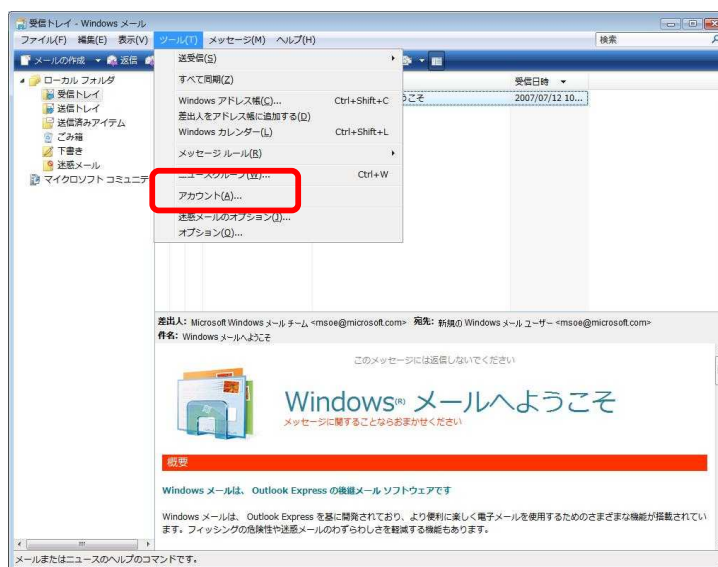 受信トレイ - Windows メール
ファイル(F) 編集(E) 表示(V) ツール(T) メッセージ(M) ヘルプ(H)
検索
メールの作成 返信
送受信(S)
すべて同期(Z)
Windows アドレス帳(C)... Ctrl+Shift+C
差出人をアドレス帳に追加する(D)
Windows カレンダー(L) Ctrl+Shift+L
メッセージ ルール(R)
ニュースグループ(W)... Ctrl+W
アカウント(A)...
迷惑メールのオプション(J)...
オプション(O)...
ローカル フォルダ
受信トレイ
送信トレイ
送信済みアイテム
ごみ箱
下書き
迷惑メール
マイクロソフト コミュニテ
受信日時
うこそ 2007/07/12 10...
差出人: Microsoft Windows メール チーム <msoe@microsoft.com> 宛先: 新規の Windows メール ユーザー <msoe@microsoft.com>
件名: Windows メールへようこそ
このメッセージには返信しないでください
Windows(R) メールへようこそ
メッセージに関することならおまかせください
概要
Windows メールは、 Outlook Express の後継メール ソフトウェアです
Windows メールは、 Outlook Express を基に開発されており、より便利に楽しく電子メールを使用するためのさまざまな機能が搭載されてい
ます。フィッシングの危険性や迷惑メールのわずらわしさを軽減する機能もあります。
メールまたはニュースのヘルプのコマンドです。